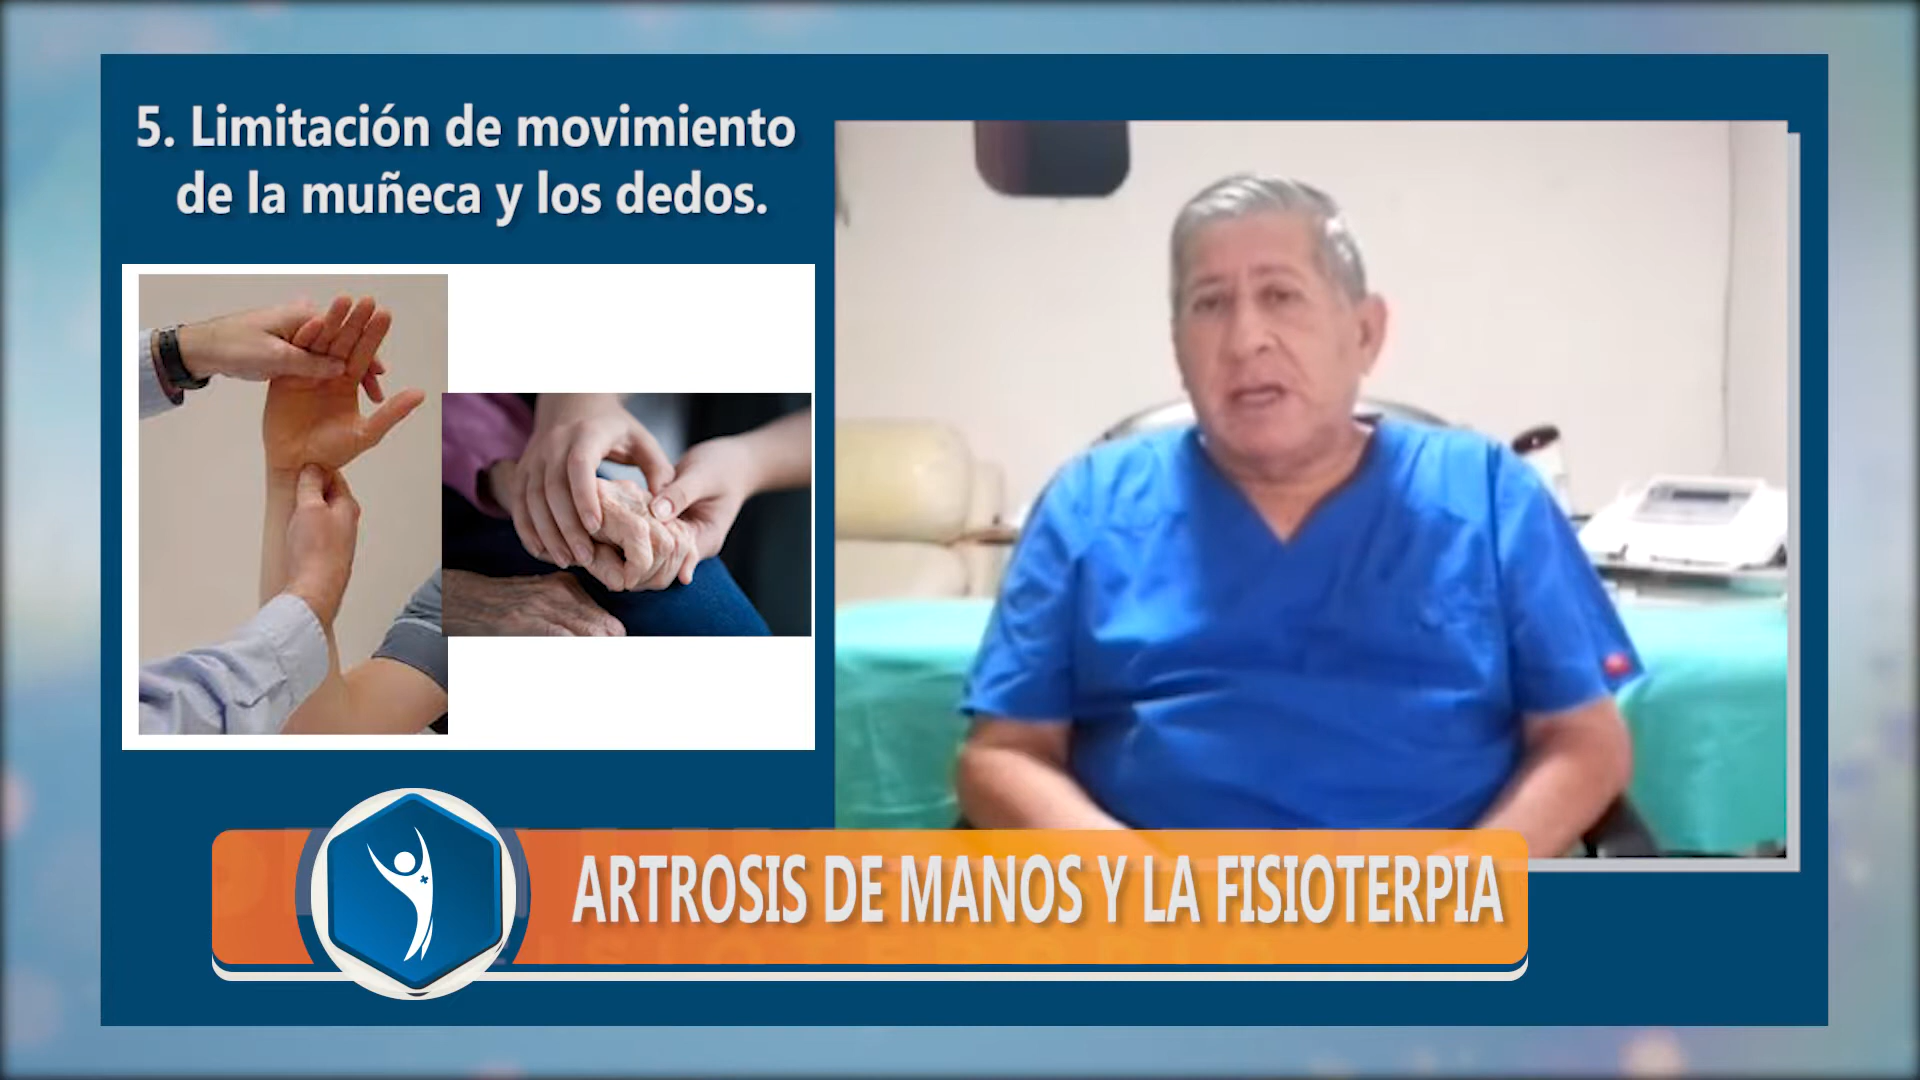 5. Limitación de movimiento
de la muñeca y los dedos.
ARTROSIS DE MANOS Y LA FISIOTERPIA